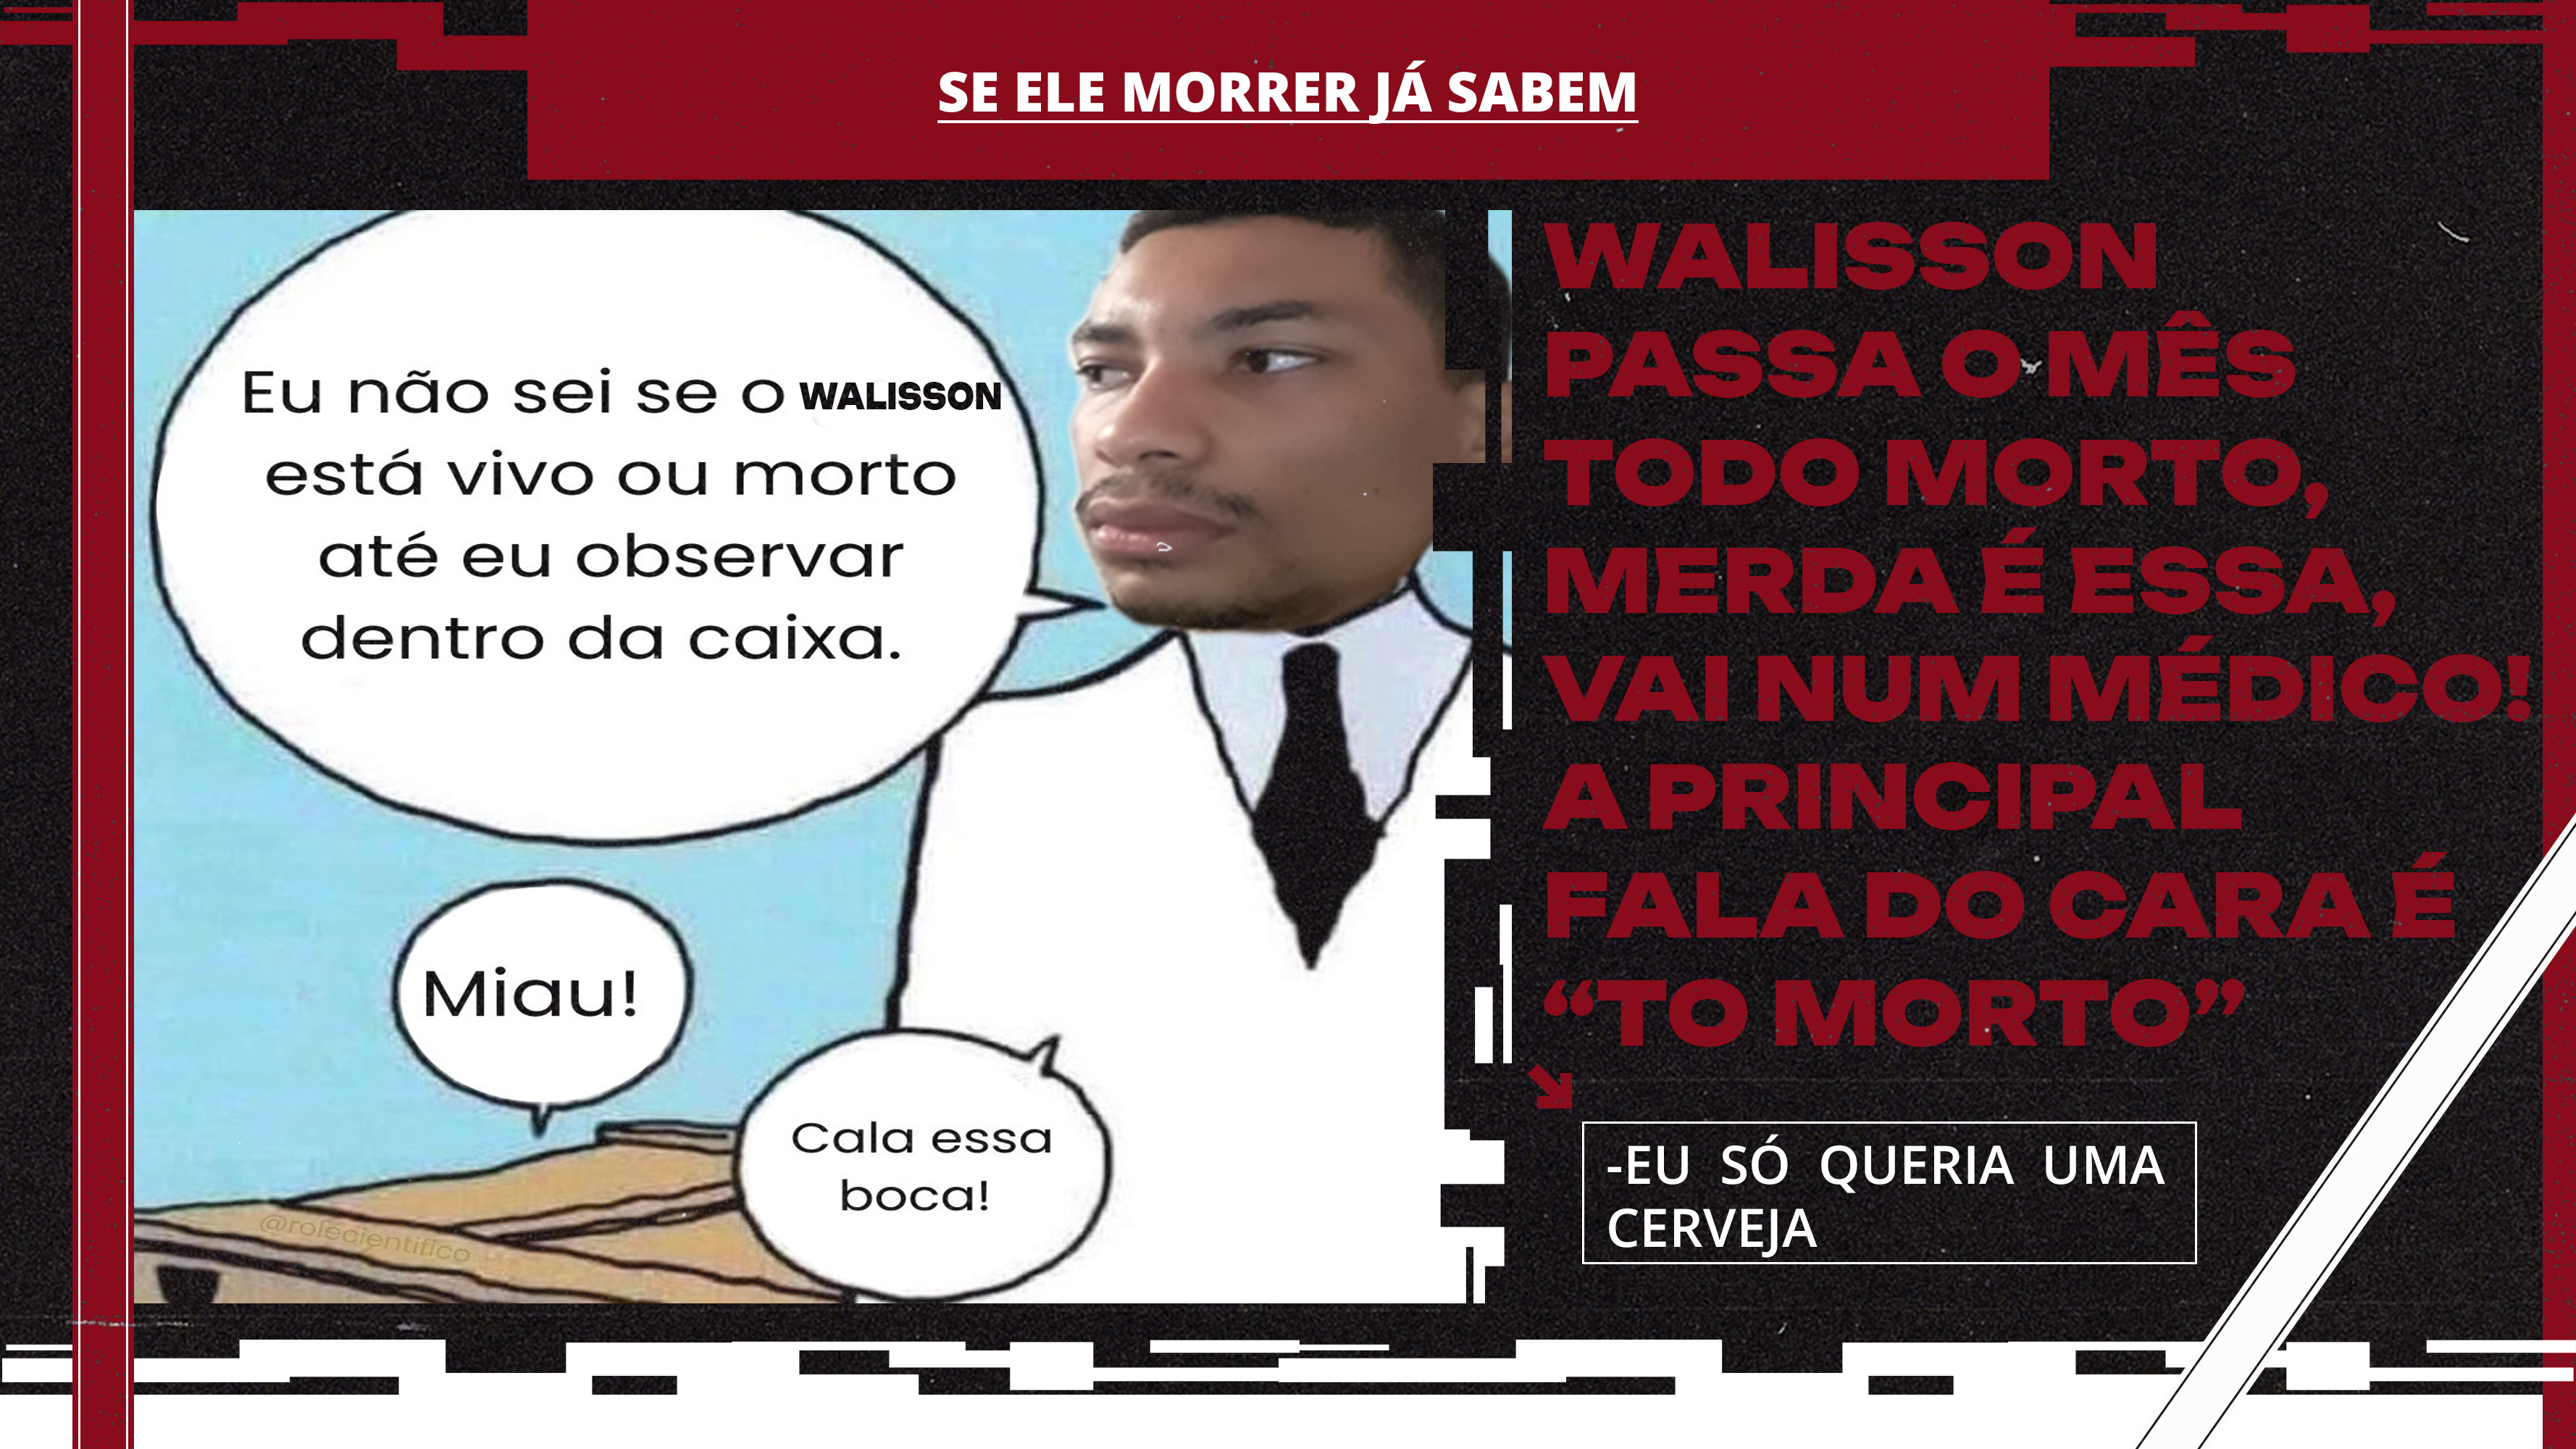 SE ELE MORRER JÁ SABEM
Eu não sei se o WALISSON
está vivo ou morto
até eu observar
dentro da caixa.
Miau!
Cala essa
boca!
@rolecientifico
WALISSON
PASSA O MÊS
TODO MORTO,
MERDA É ESSA,
VAI NUM MÉDICO!
A PRINCIPAL
FALA DO CARA É
“TO MORTO”
-EU SÓ QUERIA UMA
CERVEJA